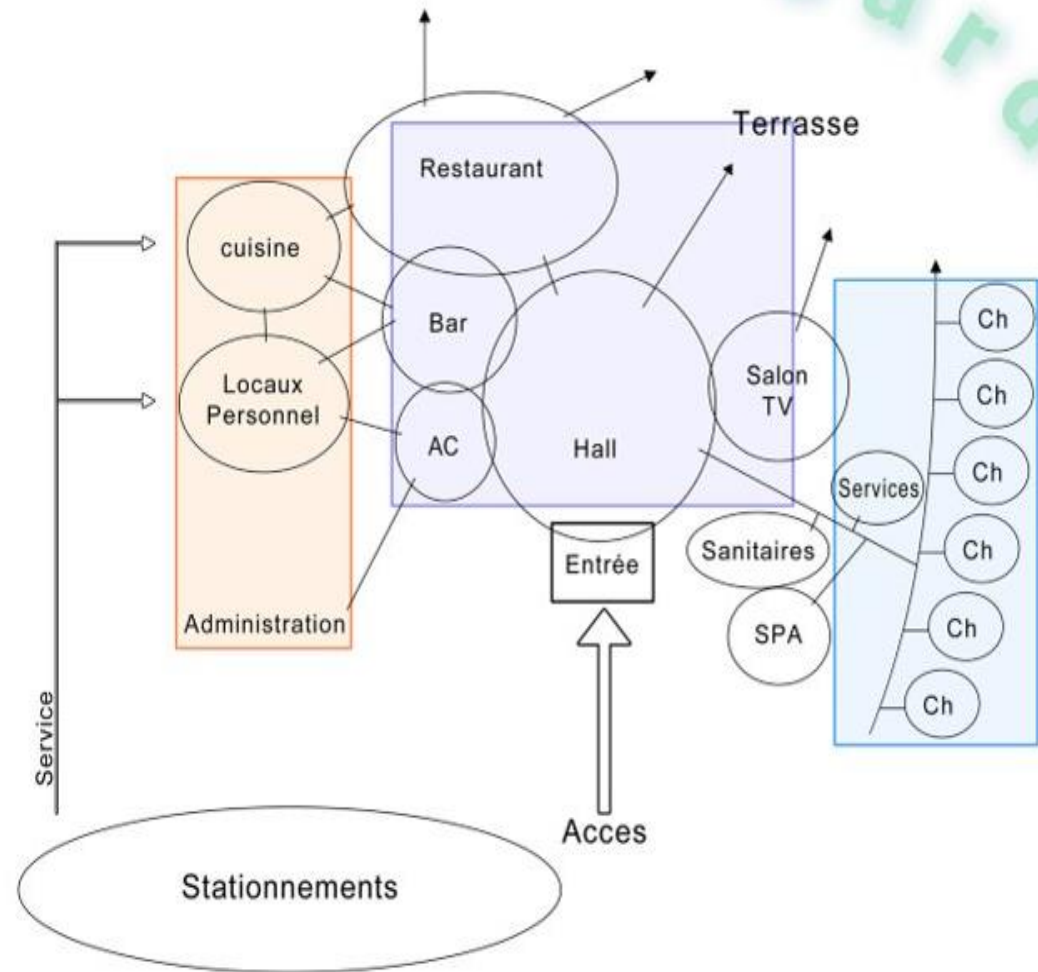 Terrasse
Restaurant
cuisine
Bar
Ch
Salon
TV
Locaux
Personnel
Ch
AC
Hall
Ch
Services
Sanitaires
Ch
Entrée
Administration
SPA
Ch
Ch
Service
Acces
Stationnements